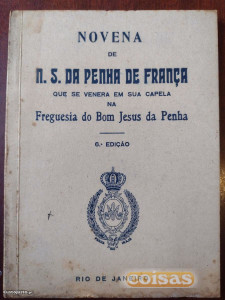 NOVENA
DE
N. S. DA PENHA DE FRANÇA
QUE SE VENERA EM SUA CAPELA
NA
Freguesia do Bom Jesus da Penha
6.ª EDIÇÃO
RIO DE JANEIRO
coisas